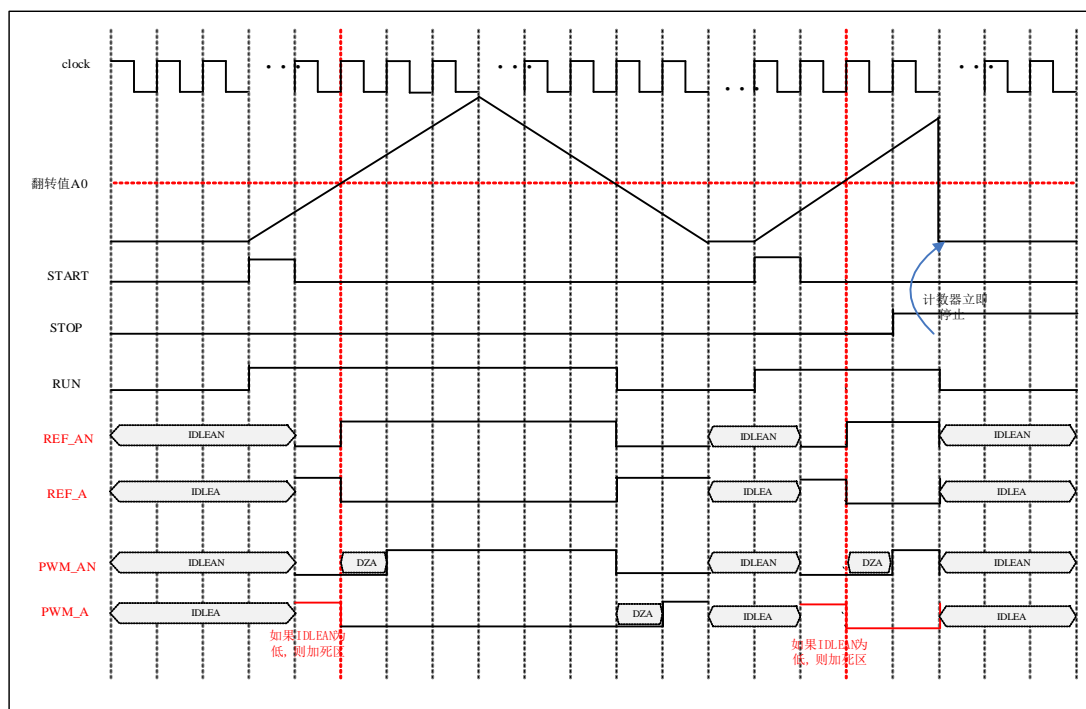 clock
翻转值A0
START
STOP
计数器立即
停止
RUN
REF_AN
IDLEAN
IDLEAN
IDLEAN
REF_A
IDLEA
IDLEA
IDLEA
PWM_AN
IDLEAN
DZA
IDLEAN
DZA
IDLEAN
PWM_A
IDLEA
DZA
IDLEA
IDLEA
如果IDLEAN为
低，则加死区
如果IDLEAN为
低，则加死区